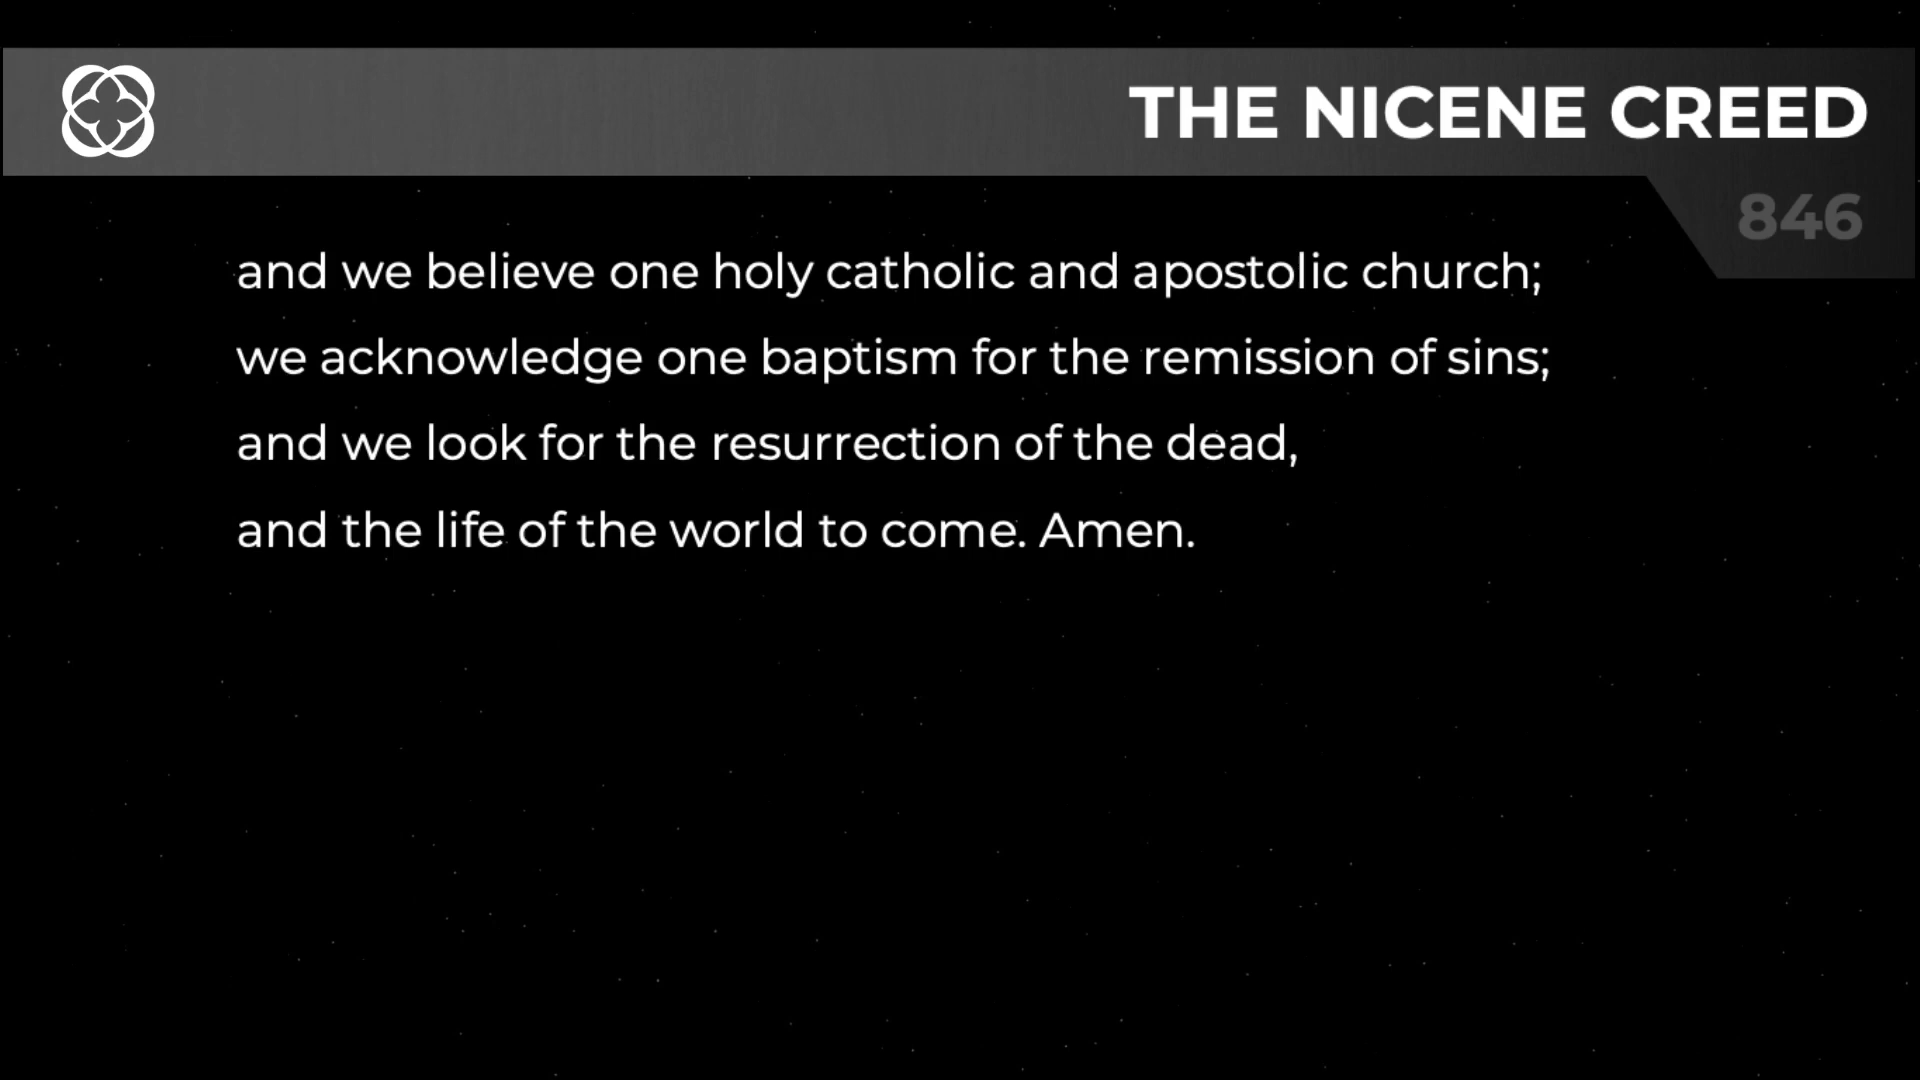 THE NICENE CREED
846
and we believe one holy catholic and apostolic church;
we acknowledge one baptism for the remission of sins;
and we look for the resurrection of the dead,
and the life of the world to come. Amen.